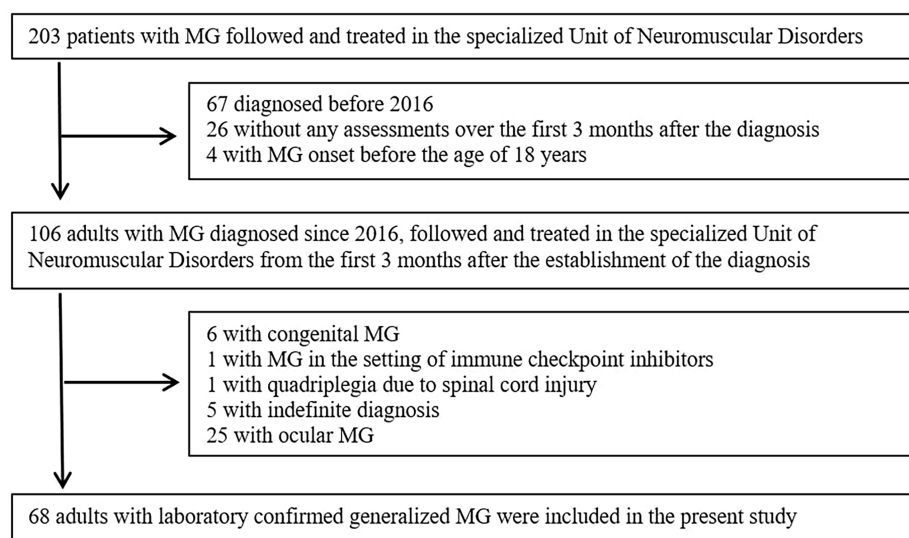 203 patients with MG followed and treated in the specialized Unit of Neuromuscular Disorders
67 diagnosed before 2016
26 without any assessments over the first 3 months after the diagnosis
4 with MG onset before the age of 18 years
106 adults with MG diagnosed since 2016, followed and treated in the specialized Unit of
Neuromuscular Disorders from the first 3 months after the establishment of the diagnosis
6 with congenital MG
1 with MG in the setting of immune checkpoint inhibitors
1 with quadriplegia due to spinal cord injury
5 with indefinite diagnosis
25 with ocular MG
68 adults with laboratory confirmed generalized MG were included in the present study